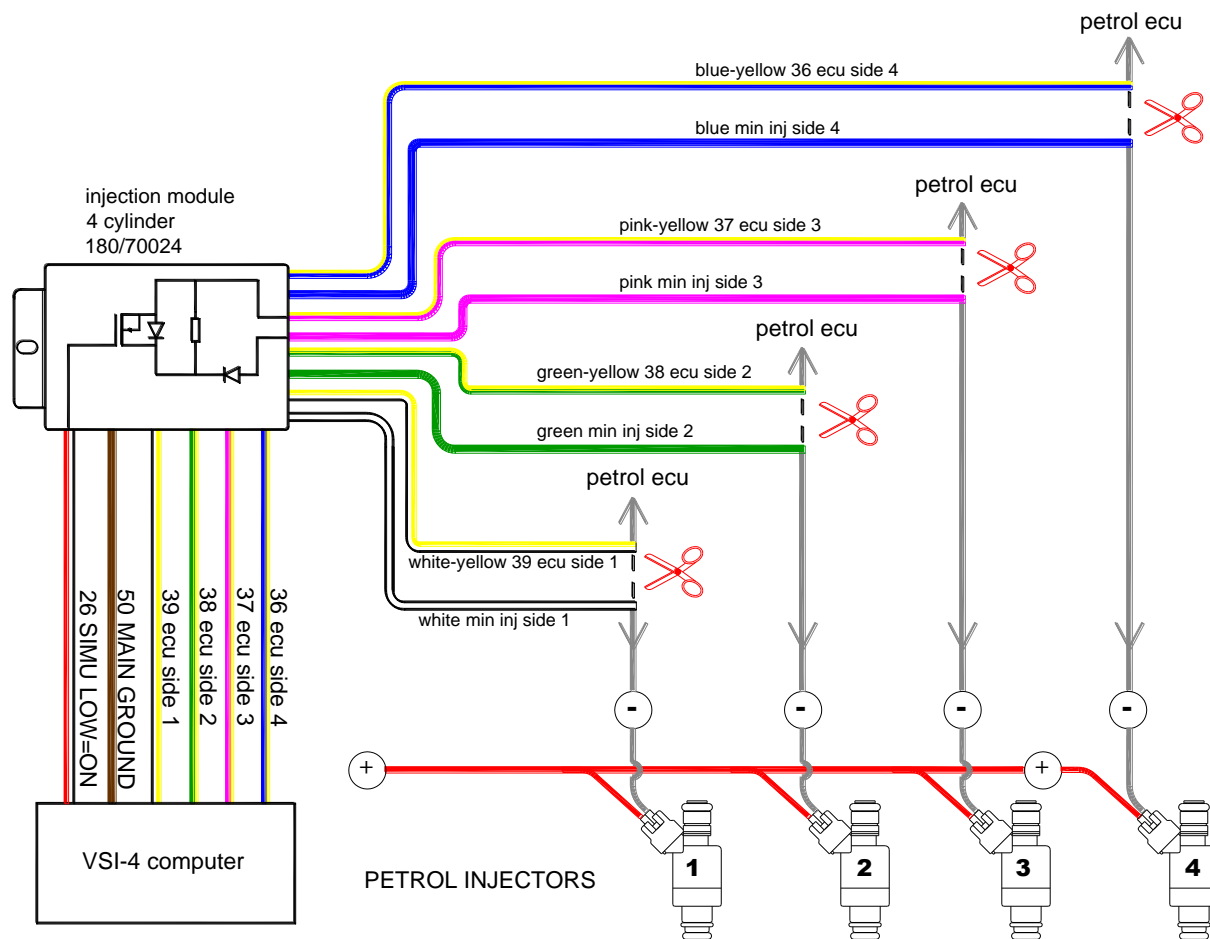 petrol ecu
blue-yellow 36 ecu side 4
blue min inj side 4
injection module
4 cylinder
180/70024
petrol ecu
pink-yellow 37 ecu side 3
pink min inj side 3
petrol ecu
green-yellow 38 ecu side 2
green min inj side 2
petrol ecu
white-yellow 39 ecu side 1
white min inj side 1
26 SIMU LOW=ON
50 MAIN GROUND
39 ecu side 1
38 ecu side 2
37 ecu side 3
36 ecu side 4
- - - -
+ +
VSI-4 computer
PETROL INJECTORS
1 2 3 4